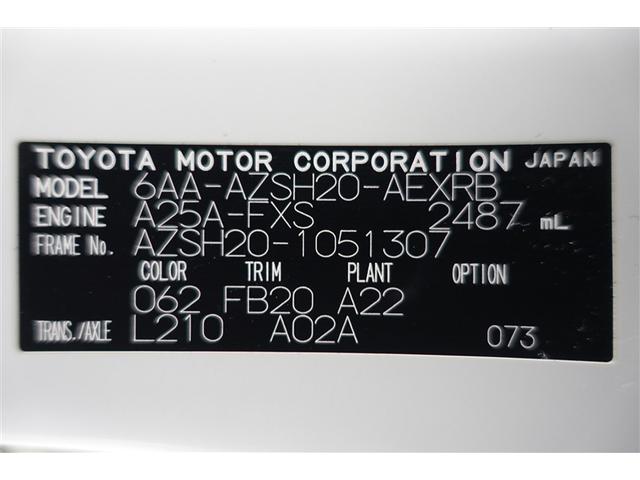 TOYOTA MOTOR CORPORATION JAPAN
MODEL 6AA-AZSH20-AEXRB
ENGINE A25A-FXS 2487 mL
FRAME No. AZSH20-1051307
COLOR TRIM PLANT OPTION
062 FB20 A22
TRANS./AXLE L210 A02A 073